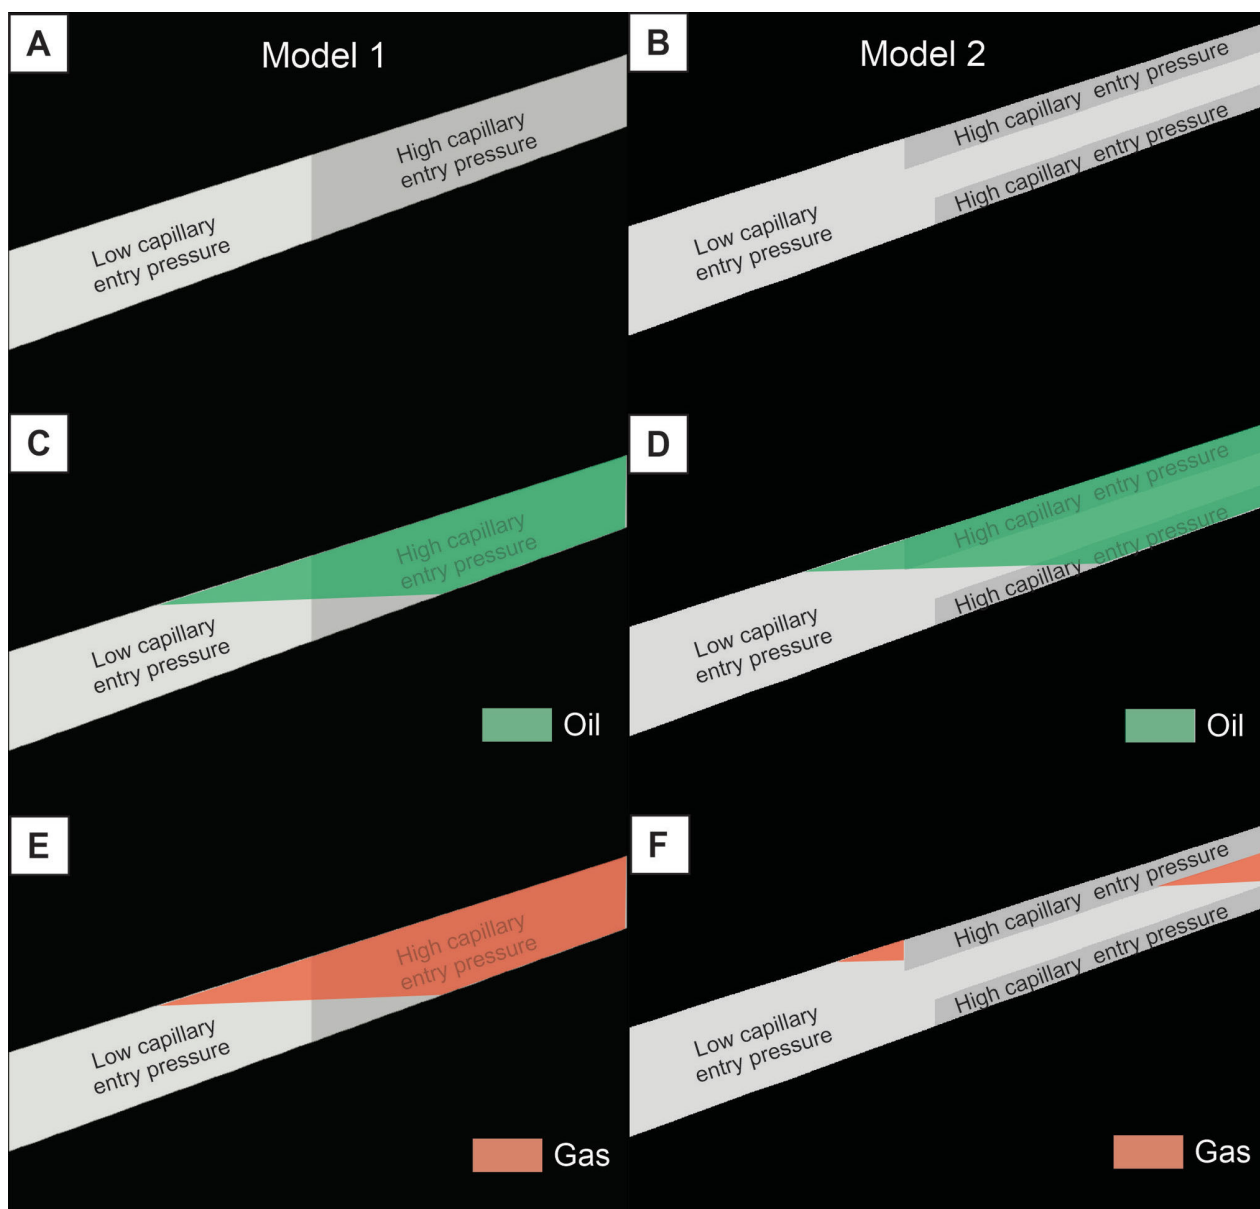 A
Model 1
High capillary
entry pressure
Low capillary
entry pressure
B
Model 2
High capillary entry pressure
High capillary entry pressure
Low capillary
entry pressure
C
High capillary
entry pressure
Low capillary
entry pressure
Oil
D
High capillary entry pressure
High capillary entry pressure
Low capillary
entry pressure
Oil
E
High capillary
entry pressure
Low capillary
entry pressure
Gas
F
High capillary entry pressure
High capillary entry pressure
Low capillary
entry pressure
Gas